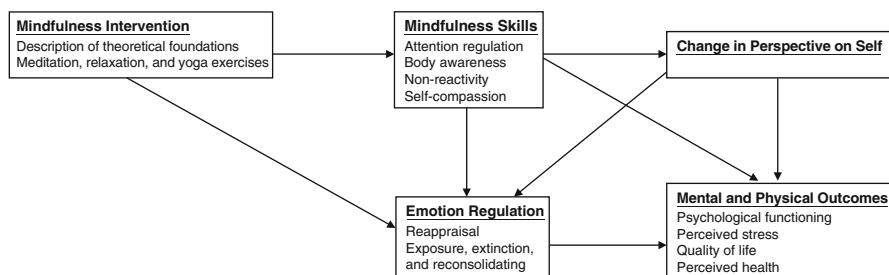 Mindfulness Intervention
Description of theoretical foundations
Meditation, relaxation, and yoga exercises
Mindfulness Skills
Attention regulation
Body awareness
Non-reactivity
Self-compassion
Change in Perspective on Self
Emotion Regulation
Reappraisal
Exposure, extinction,
and reconsolidating
Mental and Physical Outcomes
Psychological functioning
Perceived stress
Quality of life
Perceived health